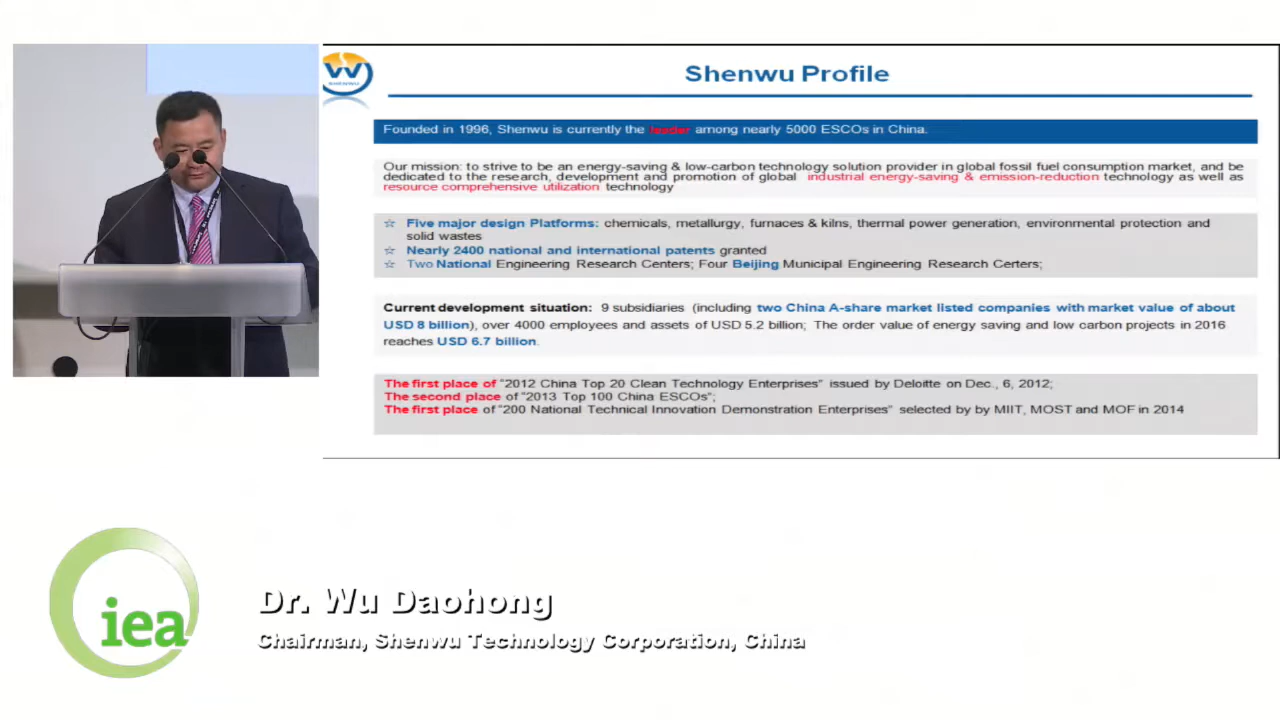 Shenwu Profile
Founded in 1996, Shenwu is currently the leader among nearly 5000 ESCOs in China.
Our mission: to strive to be an energy-saving & low-carbon technology solution provider in global fossil fuel consumption market, and be
dedicated to the research, development and promotion of global industrial energy-saving & emission-reduction technology as well as
resource comprehensive utilization technology
☆ Five major design Platforms: chemicals, metallurgy, furnaces & kilns, thermal power generation, environmental protection and
solid wastes
☆ Nearly 2400 national and international patents granted
☆ Two National Engineering Research Centers; Four Beijing Municipal Engineering Research Certers;
Current development situation: 9 subsidiaries (including two China A-share market listed companies with market value of about
USD 8 billion), over 4000 employees and assets of USD 5.2 billion; The order value of energy saving and low carbon projects in 2016
reaches USD 6.7 billion.
The first place of "2012 China Top 20 Clean Technology Enterprises" issued by Deloitte on Dec., 6, 2012;
The second place of "2013 Top 100 China ESCOs";
The first place of "200 National Technical Innovation Demonstration Enterprises" selected by by MIIT, MOST and MOF in 2014
iea
Dr. Wu Daohong
Chairman, Shenwu Technology Corporation, China